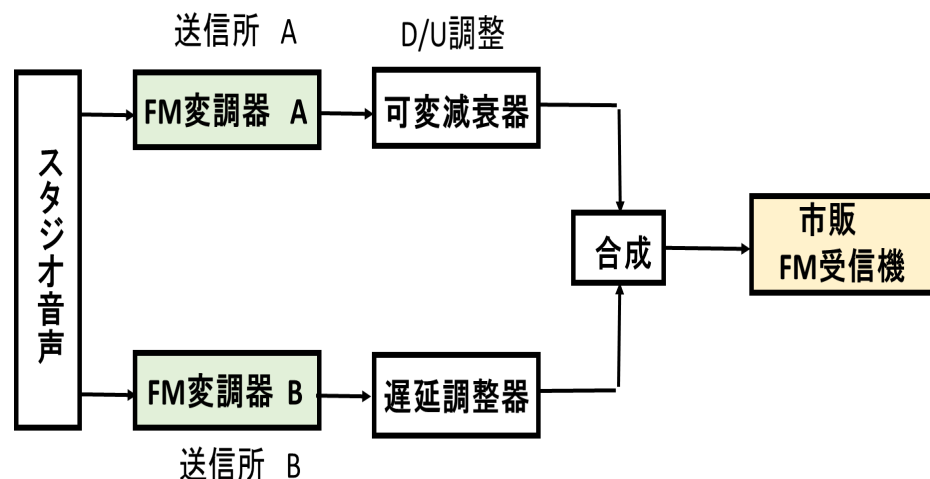 送信所 A
D/U調整
FM変調器 A
可変減衰器
スタジオ音声
合成
市販
FM受信機
FM変調器 B
遅延調整器
送信所 B